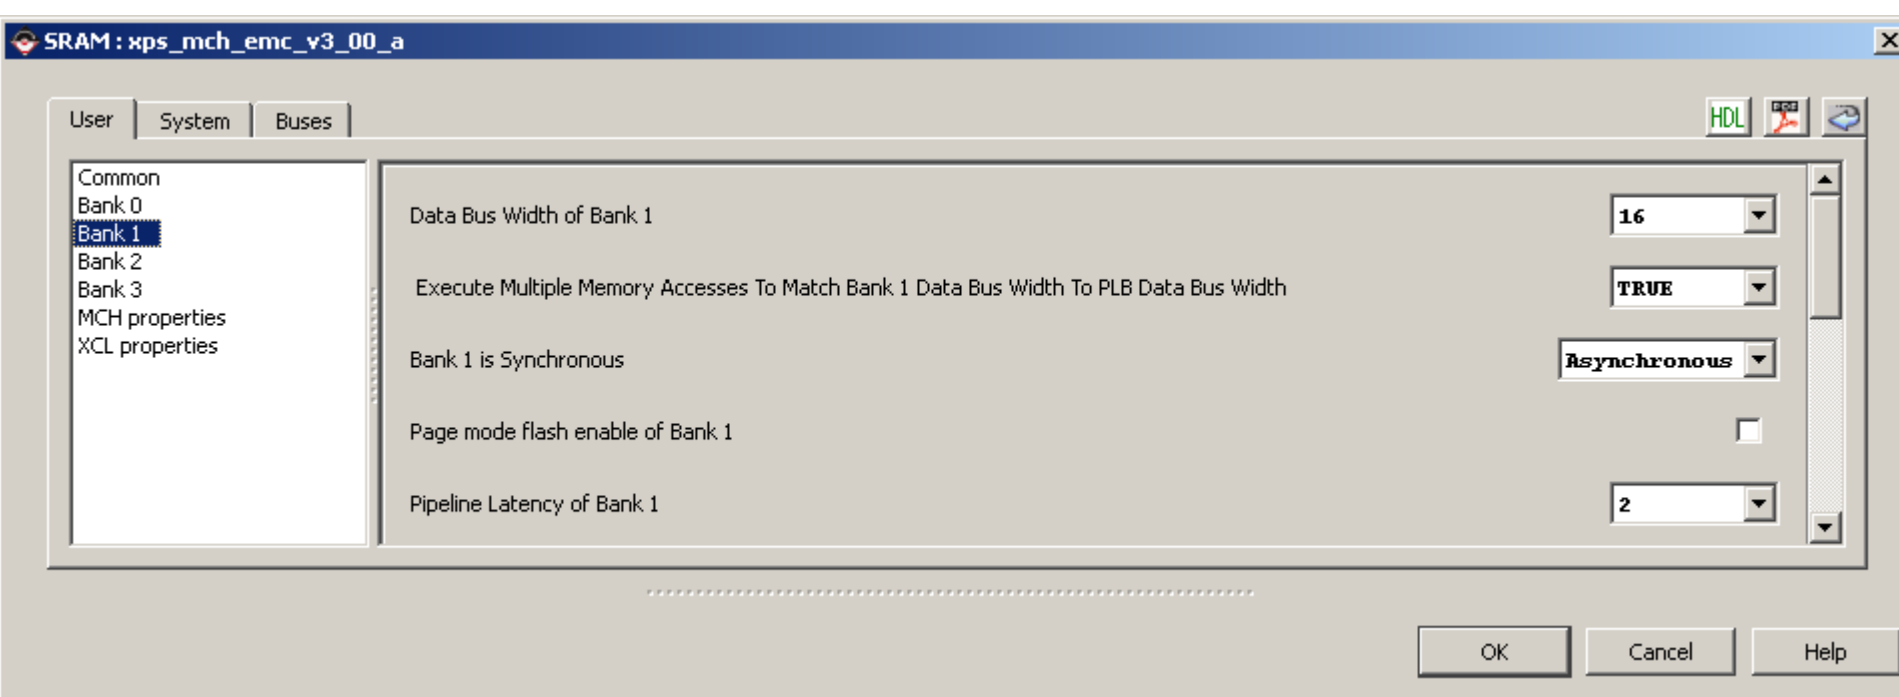 SRAM : xps_mch_emc_v3_00_a
User System Buses HDL PDF
Common
Bank 0
Bank 1
Bank 2
Bank 3
MCH properties
XCL properties
Data Bus Width of Bank 1 16
Execute Multiple Memory Accesses To Match Bank 1 Data Bus Width To PLB Data Bus Width TRUE
Bank 1 is Synchronous Asynchronous
Page mode flash enable of Bank 1
Pipeline Latency of Bank 1 2
OK Cancel Help